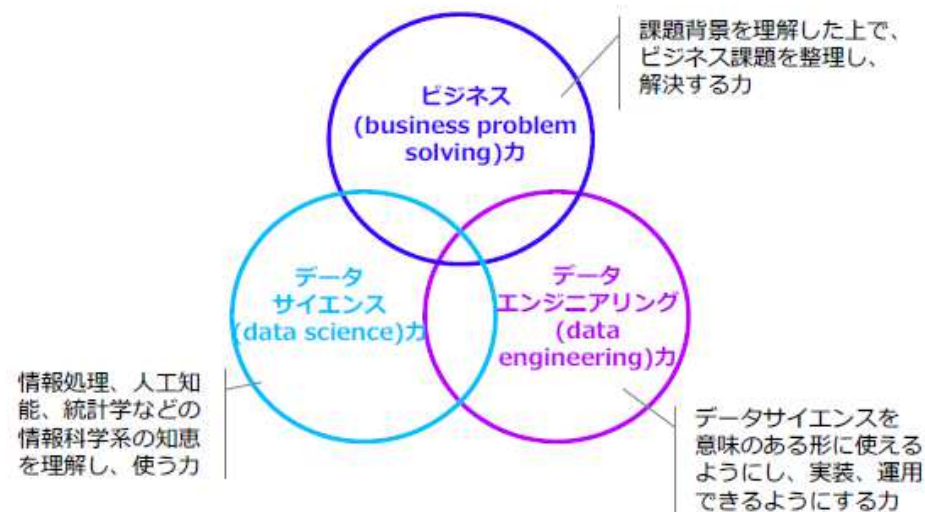 課題背景を理解した上で、
ビジネス課題を整理し、
解決する力
ビジネス
(business problem
solving)力
データ
サイエンス
(data science)力
データ
エンジニアリング
(data
engineering)力
情報処理、人工知
能、統計学などの
情報科学系の知恵
を理解し、使う力
データサイエンスを
意味のある形に使える
ようにし、実装、運用
できるようにする力